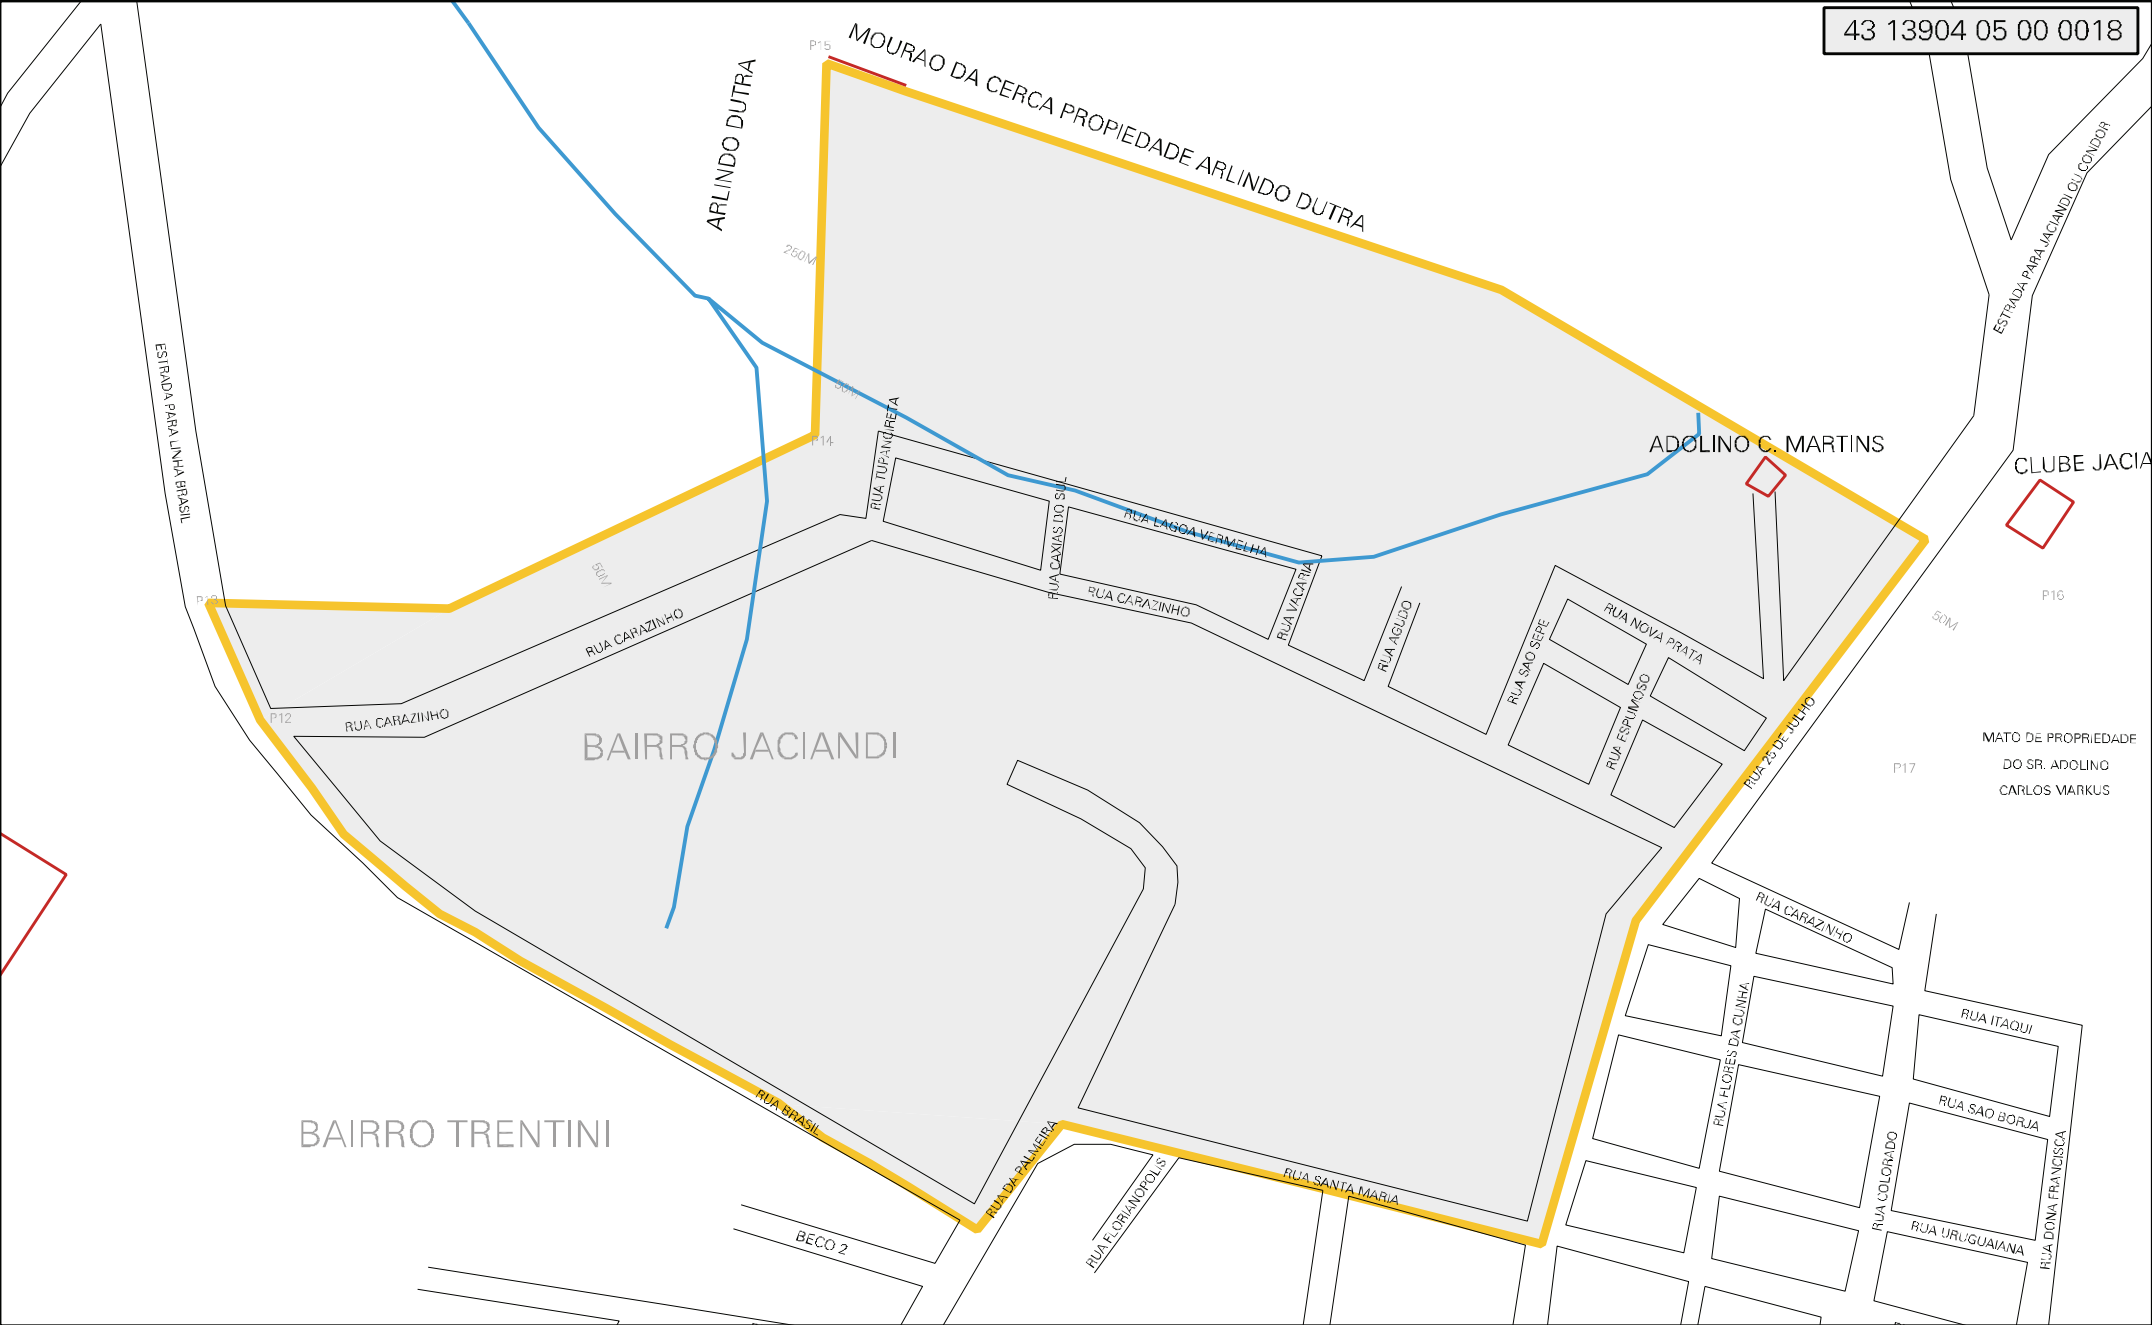 43 13904 05 00 0018
P15
MOURAO DA CERCA PROPIEDADE ARLINDO DUTRA
ARLINDO DUTRA
250M
ESTRADA PARA JACIANDI OU CONDOR
ESTRADA PARA LINHA BRASIL
P14
RUA TUPANCIRETA
ADOLINO C. MARTINS
CLUBE JACIA
RUA CAXIAS DO SUL
RUA LAGOA VERMELHA
50M
P13
RUA CARAZINHO
RUA CARAZINHO
RUA VACARIA
RUA AGUDO
RUA SAO SEPE
RUA NOVA PRATA
P16
50M
P12
RUA CARAZINHO
RUA ESPUMOSO
RUA 25 DE JULHO
BAIRRO JACIANDI
MATO DE PROPRIEDADE
DO SR. ADOLINO
CARLOS MARKUS
P17
RUA CARAZINHO
RUA ITAQUI
RUA FLORES DA CUNHA
RUA SAO BORJA
RUA BRASIL
BAIRRO TRENTINI
RUA DA PALMEIRA
RUA FLORIANOPOLIS
RUA SANTA MARIA
RUA COLORADO
RUA DONA FRANCISCA
RUA URUGUAIANA
BECO 2